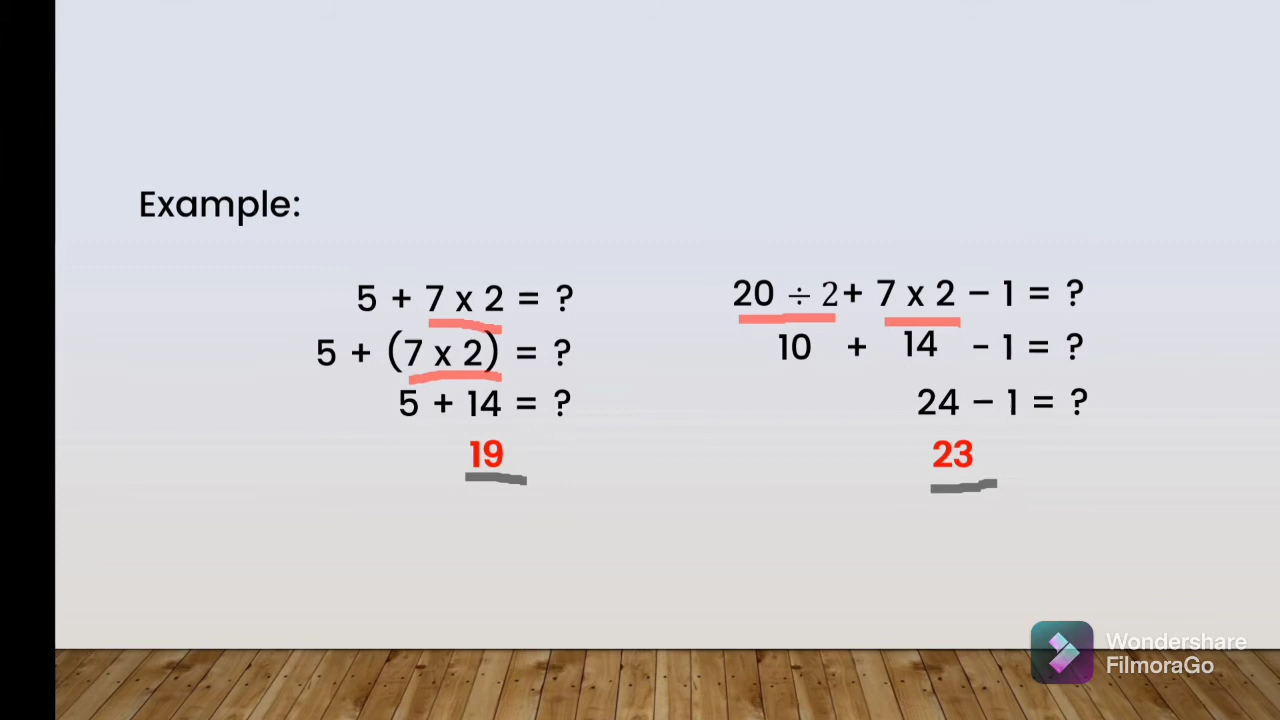 Example:
5 + 7 x 2 = ?
5 + (7 x 2) = ?
5 + 14 = ?
19
20 ÷ 2+ 7 x 2 – 1 = ?
10 + 14 - 1 = ?
24 – 1 = ?
23
Wondershare
FilmoraGo